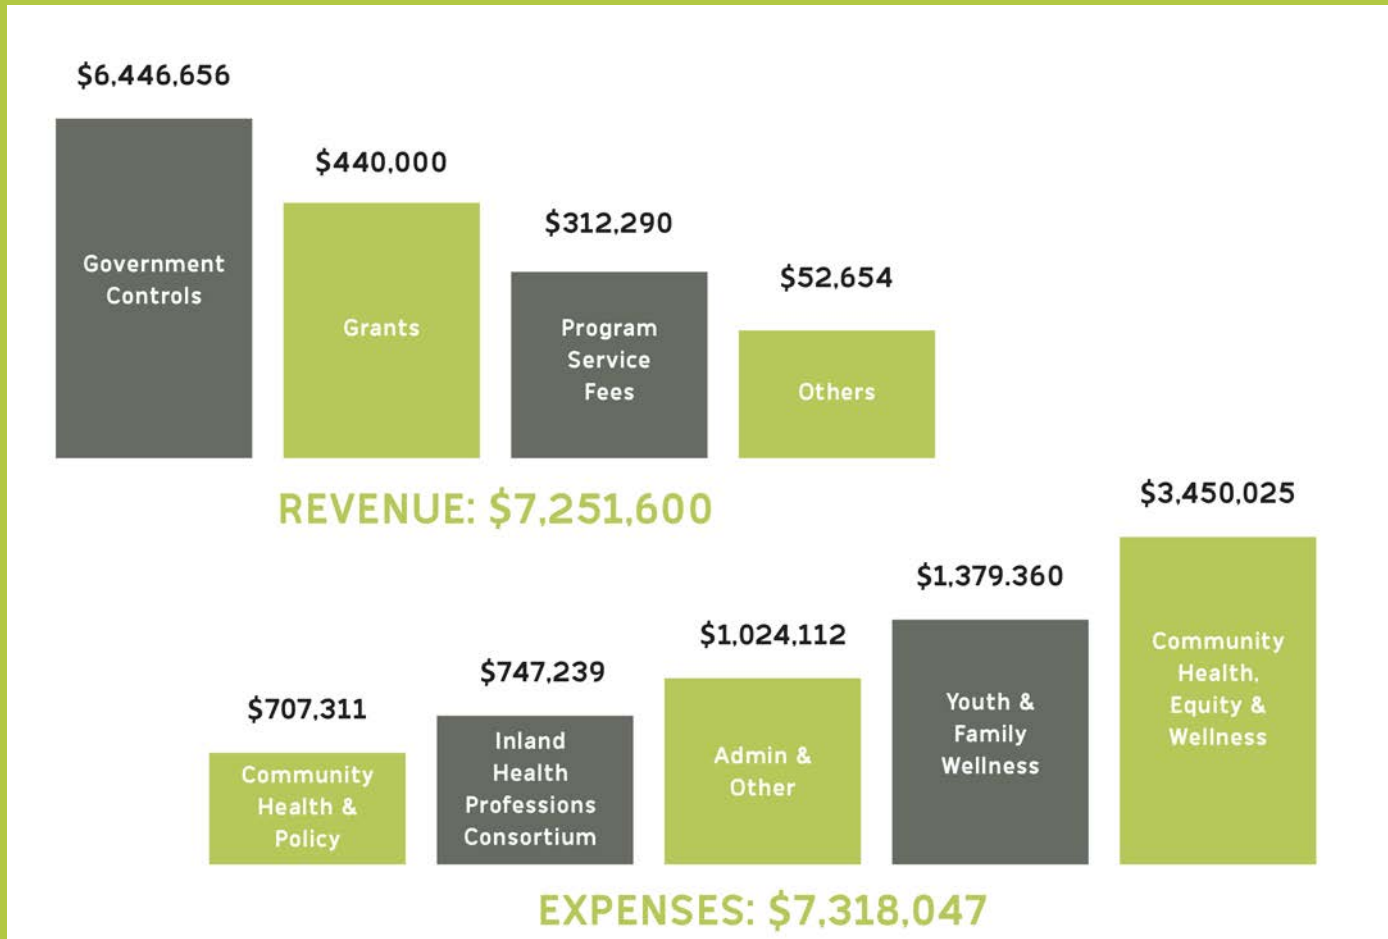 $6,446,656
Government
Controls
$440,000
Grants
$312,290
Program
Service
Fees
$52,654
Others
REVENUE: $7,251,600
$707,311
Community
Health &
Policy
$747,239
Inland
Health
Professions
Consortium
$1,024,112
Admin &
Other
$1,379.360
Youth &
Family
Wellness
$3,450,025
Community
Health,
Equity &
Wellness
EXPENSES: $7,318,047